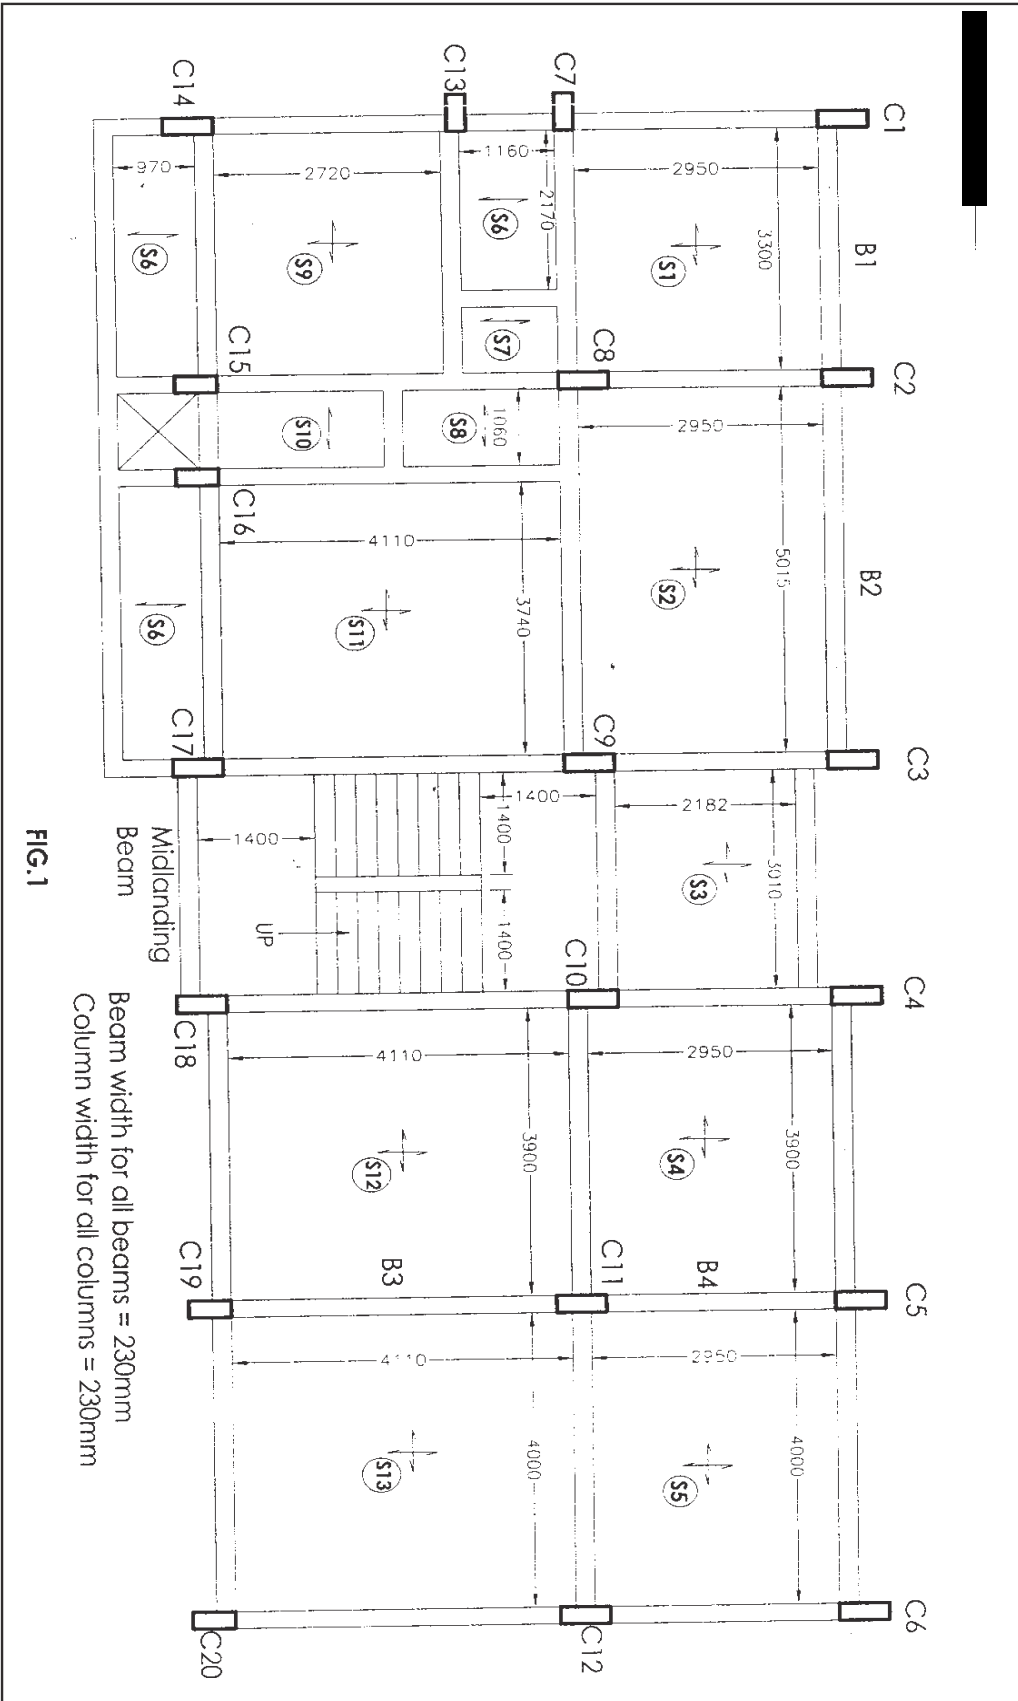 C1
B1
C2
B2
C3
C4
C5
C6
3300
5015
3010
3900
4000
2950
S1
2950
S2
2182
S3
2950
S4
B4
2950
S5
C7
C8
C9
C10
C11
C12
C13
1160
2170
S6
S7
S8
1060
3740
1400
1400
1400
3900
4000
2720
S9
S10
4110
S11
UP
4110
S12
B3
4110
S13
C14
C15
C16
C17
C18
C19
C20
970
S6
S6
1400
Midlanding
Beam
Beam width for all beams = 230mm
Column width for all columns = 230mm
FIG.1